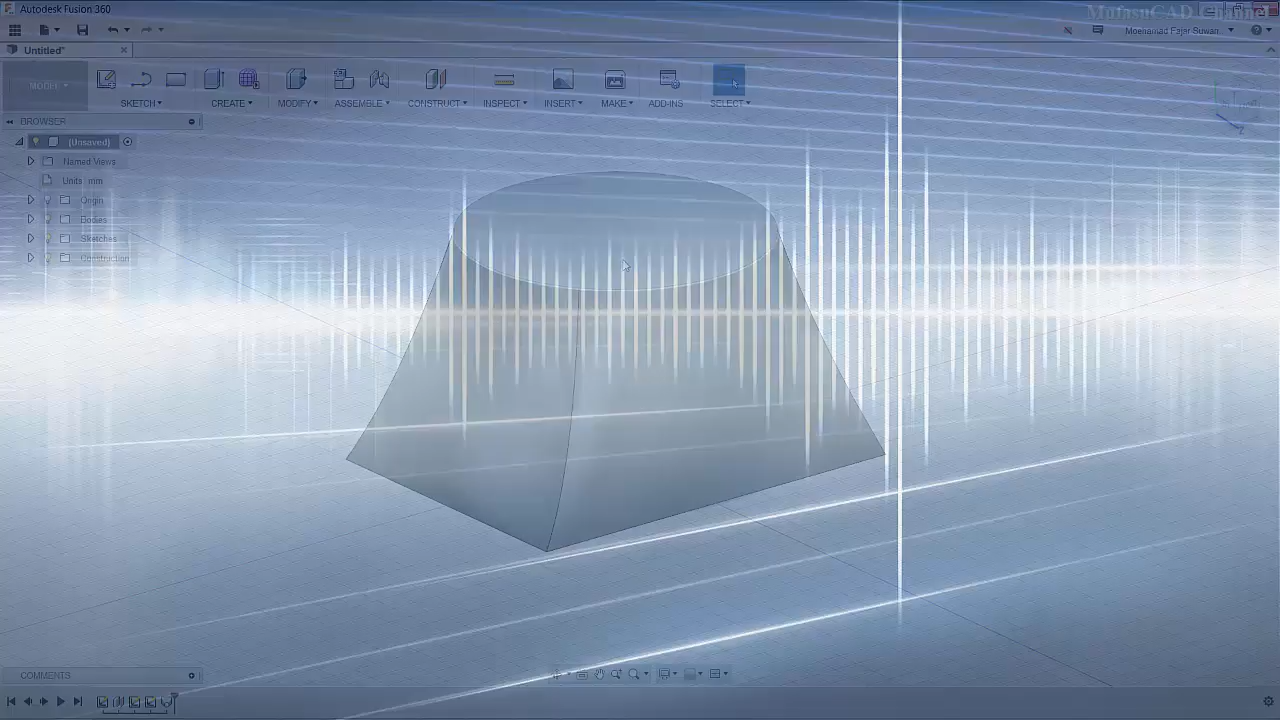 Autodesk Fusion 360
MufasuCAD Channel
Moehamad Fajar Suwan...
Untitled*
MODEL
SKETCH
CREATE
MODIFY
ASSEMBLE
CONSTRUCT
INSPECT
INSERT
MAKE
ADD-INS
SELECT
BROWSER
(Unsaved)
Named Views
Units: mm
Origin
Bodies
Sketches
Construction
COMMENTS